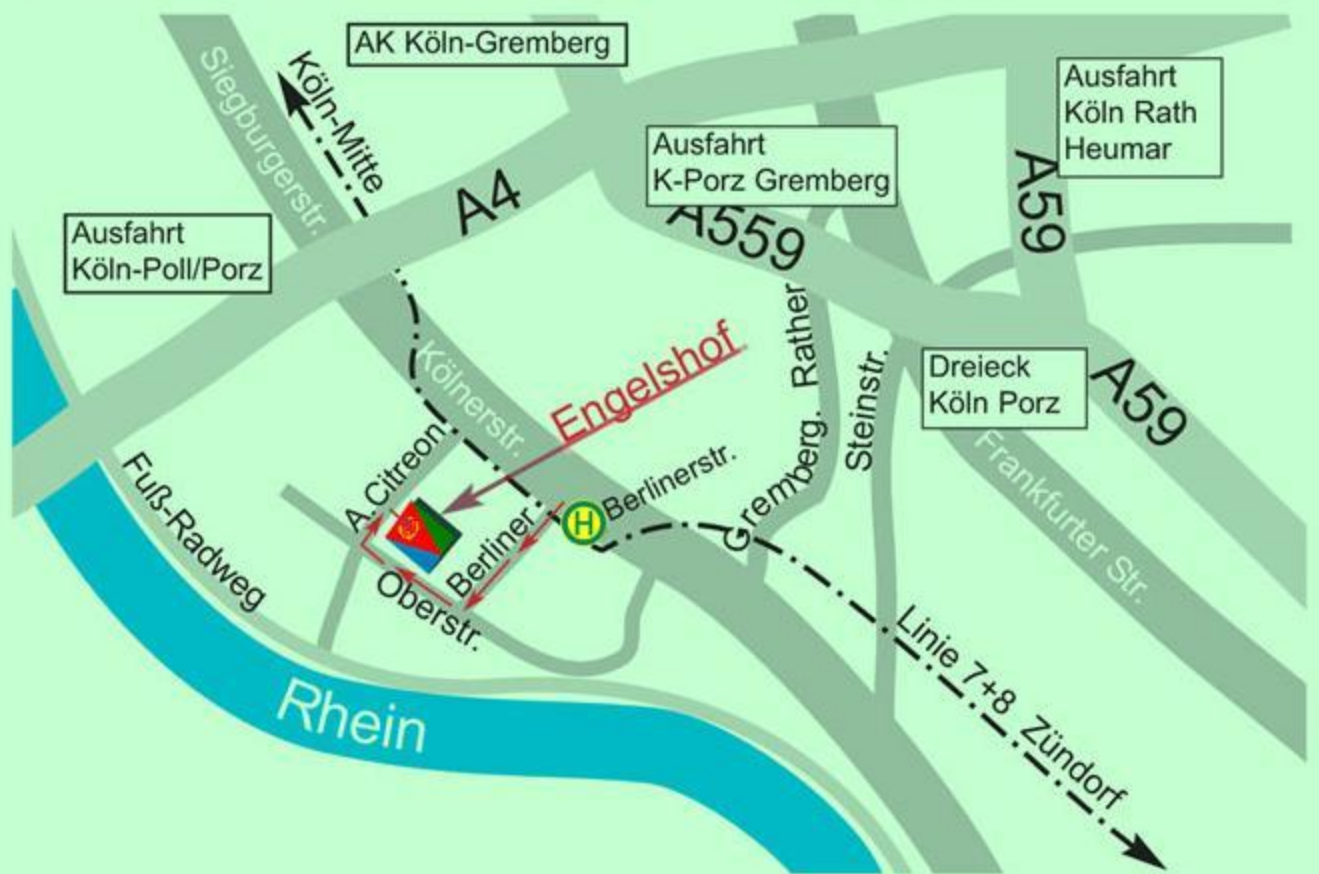 AK Köln-Gremberg
Siegburgerstr.
Köln-Mitte
Ausfahrt
Köln Rath
Heumar
Ausfahrt
K-Porz Gremberg
A4
A59
A559
Ausfahrt
Köln-Poll/Porz
Engelshof
Kölnerstr.
Gremberg. Rather
Steinstr.
Dreieck
Köln Porz
A59
Frankfurter Str.
A.Citreon
H
Berlinerstr.
Berliner
Oberstr.
Fuß-Radweg
Rhein
Linie 7+8 Zündorf